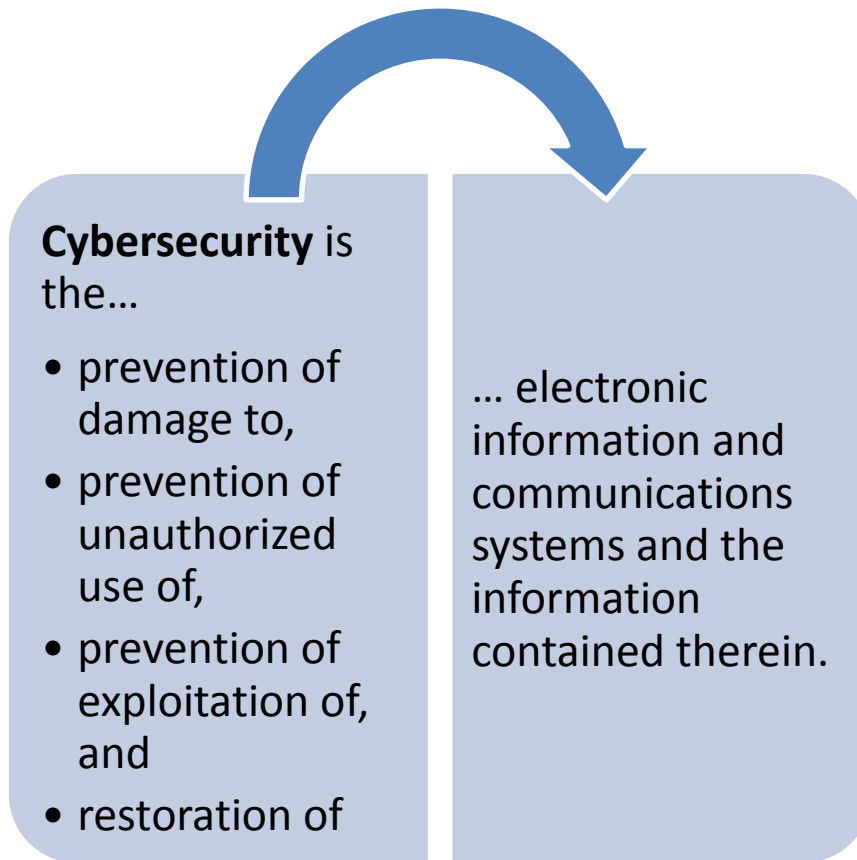 Cybersecurity is
the…
• prevention of
damage to,
• prevention of
unauthorized
use of,
• prevention of
exploitation of,
and
• restoration of
… electronic
information and
communications
systems and the
information
contained therein.